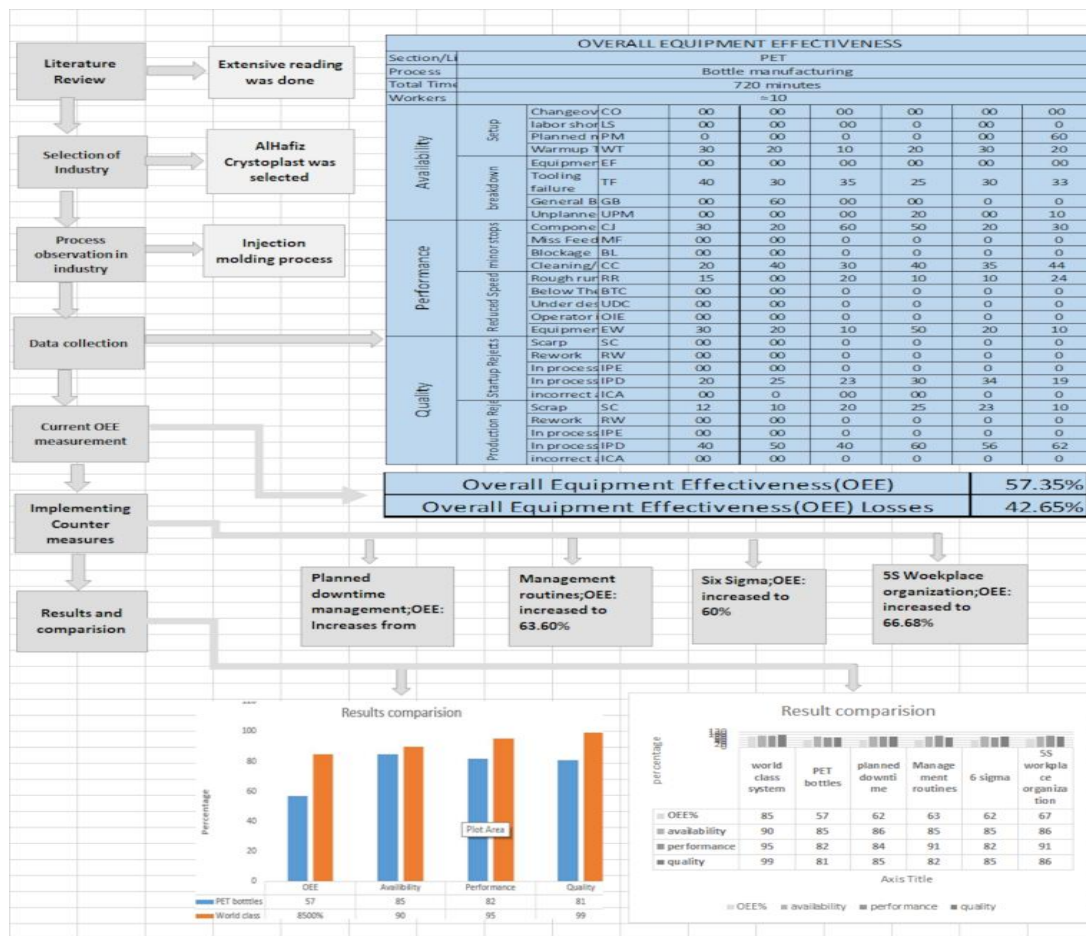 Literature
Review
Extensive reading
was done
Selection of
Industry
AlHafiz
Crystoplast was
selected
Process
observation in
industry
Injection
molding process
Data collection
Current OEE
measurement
Implementing
Counter
measures
Results and
comparision
OVERALL EQUIPMENT EFFECTIVENESS
Section/Li PET
Process Bottle manufacturing
Total Time 720 minutes
Workers =10
Availability
Setup
Changeov CO 00 00 00 00 00 00
labor shor LS 00 00 00 0 00 00
Planned n PM 0 00 00 0 00 60
Warmup T WT 30 20 10 20 30 20
breakdown
Equipmer EF 00 00 00 00 00 00
Tooling
failure TF 40 30 35 25 30 33
General B GB 00 60 00 00 0 0
Unplanne UPM 00 00 00 20 00 10
Performance
minor stops
Compone CJ 30 20 60 50 20 30
Miss Feed MF 00 00 0 0 0 0
Blockage BL 00 00 0 0 0 0
Cleaning/ CC 20 40 30 40 35 44
Reduced Speed
Rough rur RR 15 00 20 10 10 24
Below The BTC 00 00 0 0 0 0
Under des UDC 00 00 0 0 0 0
Operator i OIE 00 00 0 0 0 0
Equipmer EW 30 20 10 50 20 10
Quality
Startup Rejects
Scarp SC 00 00 0 0 0 0
Rework RW 00 00 0 0 0 0
In process IPE 00 00 0 0 0 0
In process IPD 20 25 23 30 34 19
incorrect a ICA 00 0 00 00 0 0
Production Reje
Scrap SC 12 10 20 25 23 10
Rework RW 00 00 0 0 0 0
In process IPE 00 00 0 0 0 0
In process IPD 40 50 40 60 56 62
incorrect a ICA 00 00 0 0 0 0
Overall Equipment Effectiveness(OEE) 57.35%
Overall Equipment Effectiveness(OEE) Losses 42.65%
Planned
downtime
management;OEE:
Increases from
Management
routines;OEE:
increased to
63.60%
Six Sigma;OEE:
increased to
60%
5S Woekplace
organization;OEE:
increased to
66.68%
Results comparision
Percentage
100
80
60
40
20
0
Plot Area
OEE Availibility Performance Quality
PET botttles 57 85 82 81
World class 8500% 90 95 99
Result comparision
percentage
world
class
system
PET
bottles
planned
downti
me
Manage
ment
routines
6 sigma
5S
workpla
ce
organiza
tion
OEE% 85 57 62 63 62 67
availability 90 85 86 85 85 86
performance 95 82 84 91 82 91
quality 99 81 85 82 85 86
Axis Title
OEE% availability performance quality